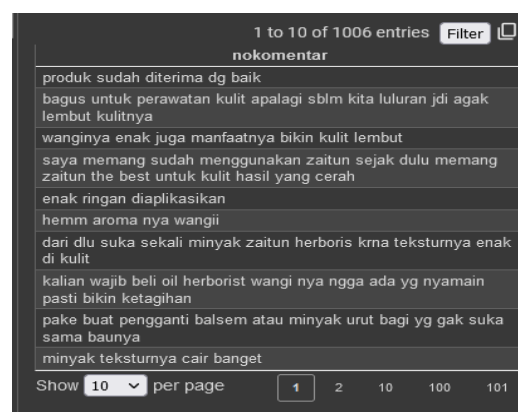 1 to 10 of 1006 entries Filter
nokomentar
produk sudah diterima dg baik
bagus untuk perawatan kulit apalagi sblm kita luluran jdi agak
lembut kulitnya
wanginya enak juga manfaatnya bikin kulit lembut
saya memang sudah menggunakan zaitun sejak dulu memang
zaitun the best untuk kulit hasil yang cerah
enak ringan diaplikasikan
hemm aroma nya wangii
dari dlu suka sekali minyak zaitun herboris krna teksturnya enak
di kulit
kalian wajib beli oil herborist wangi nya ngga ada yg nyamain
pasti bikin ketagihan
pake buat pengganti balsem atau minyak urut bagi yg gak suka
sama baunya
minyak teksturnya cair banget
Show 10 per page 1 2 10 100 101